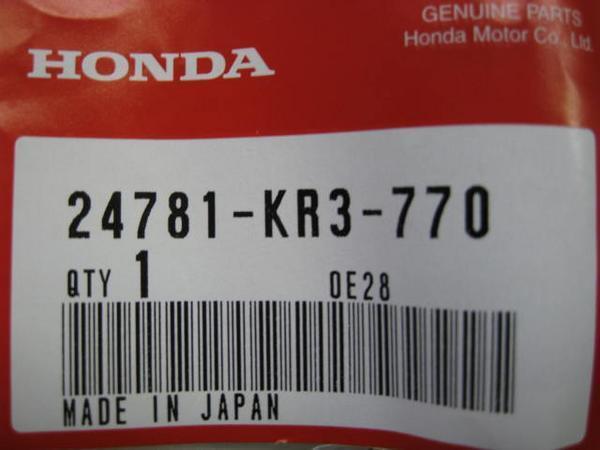 GENUINE PARTS
Honda Motor Co., Ltd.
HONDA
24781-KR3-770
QTY 1 0E28
MADE IN JAPAN